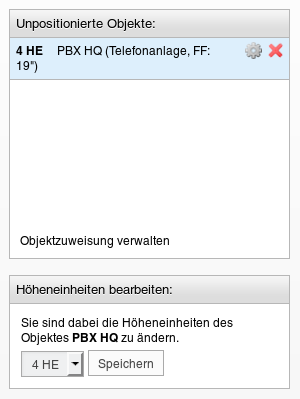 Unpositionierte Objekte:
4 HE PBX HQ (Telefonanlage, FF:
19")
Objektzuweisung verwalten
Höheneinheiten bearbeiten:
Sie sind dabei die Höheneinheiten des
Objektes PBX HQ zu ändern.
4 HE Speichern